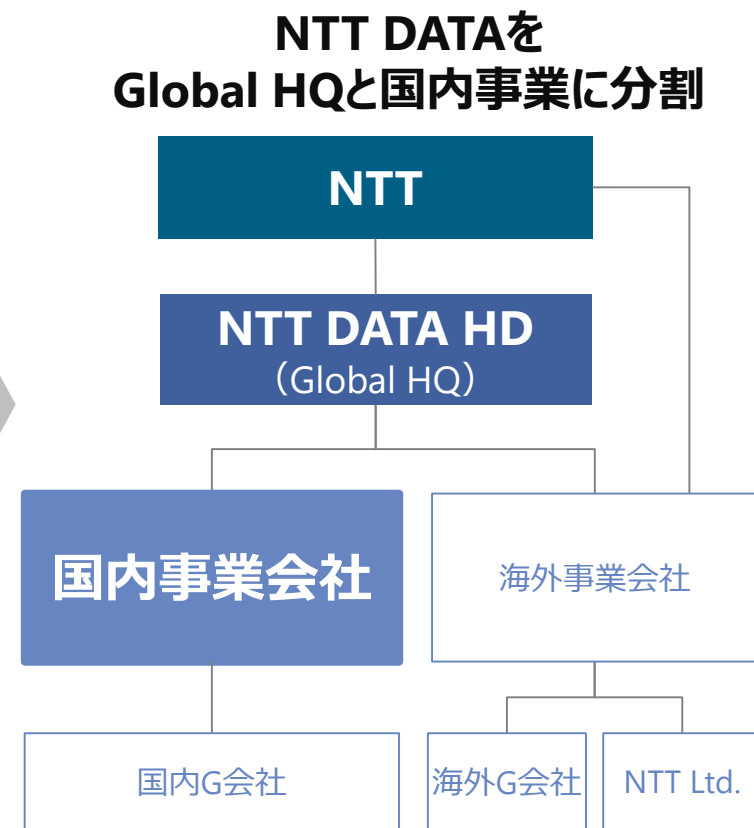 NTT DATAを
Global HQと国内事業に分割
NTT
NTT DATA HD
（Global HQ）
国内事業会社
海外事業会社
国内G会社
海外G会社
NTT Ltd.